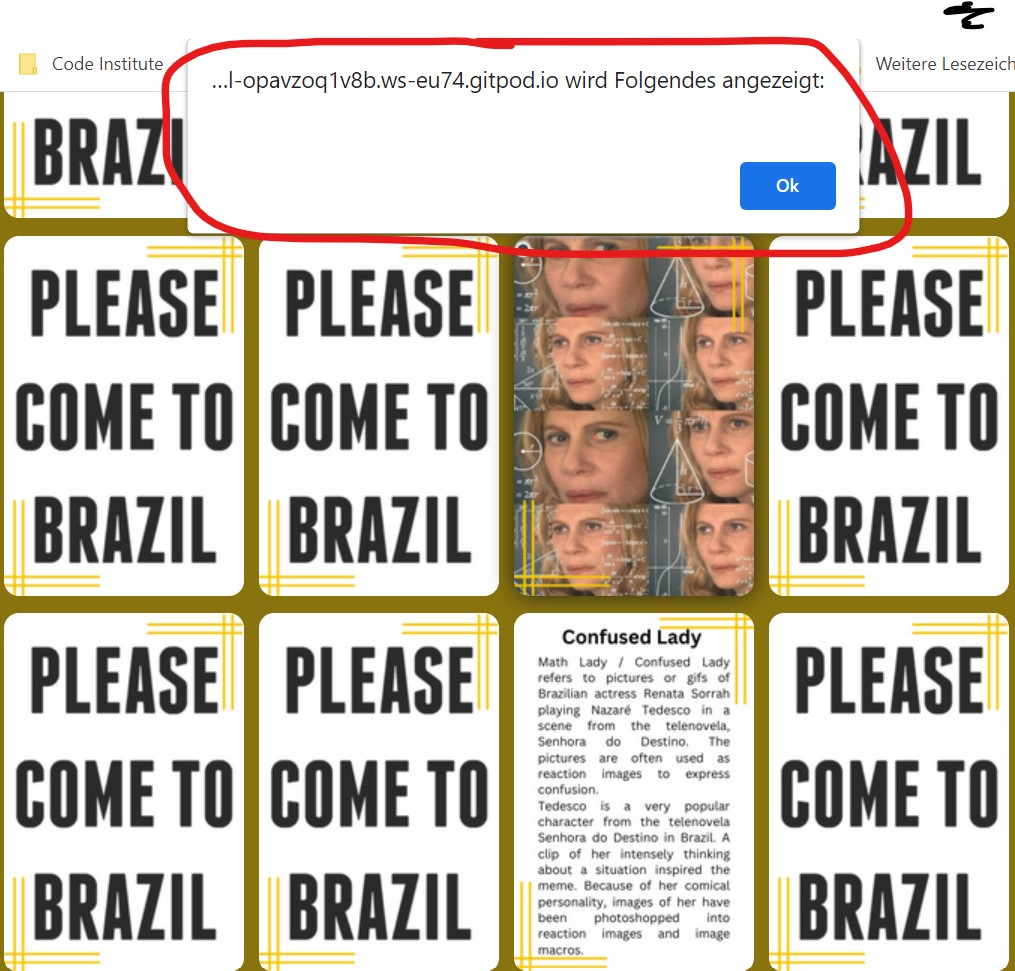 Code Institute
...l-opavzoq1v8b.ws-eu74.gitpod.io wird Folgendes angezeigt:
Weitere Lesezeich
Ok
BRAZI
AZIL
PLEASE
COME TO
BRAZIL
PLEASE
COME TO
BRAZIL
V =
h
r
PLEASE
COME TO
BRAZIL
PLEASE
COME TO
BRAZIL
PLEASE
COME TO
BRAZIL
Confused Lady
Math Lady / Confused Lady
refers to pictures or gifs of
Brazilian actress Renata Sorrah
playing Nazaré Tedesco in a
scene from the telenovela,
Senhora do Destino. The
pictures are often used as
reaction images to express
confusion.
Tedesco is a very popular
character from the telenovela
Senhora do Destino in Brazil. A
clip of her intensely thinking
about a situation inspired the
meme. Because of her comical
personality, images of her have
been photoshopped into
reaction images and image
macros.
PLEASE
COME TO
BRAZIL